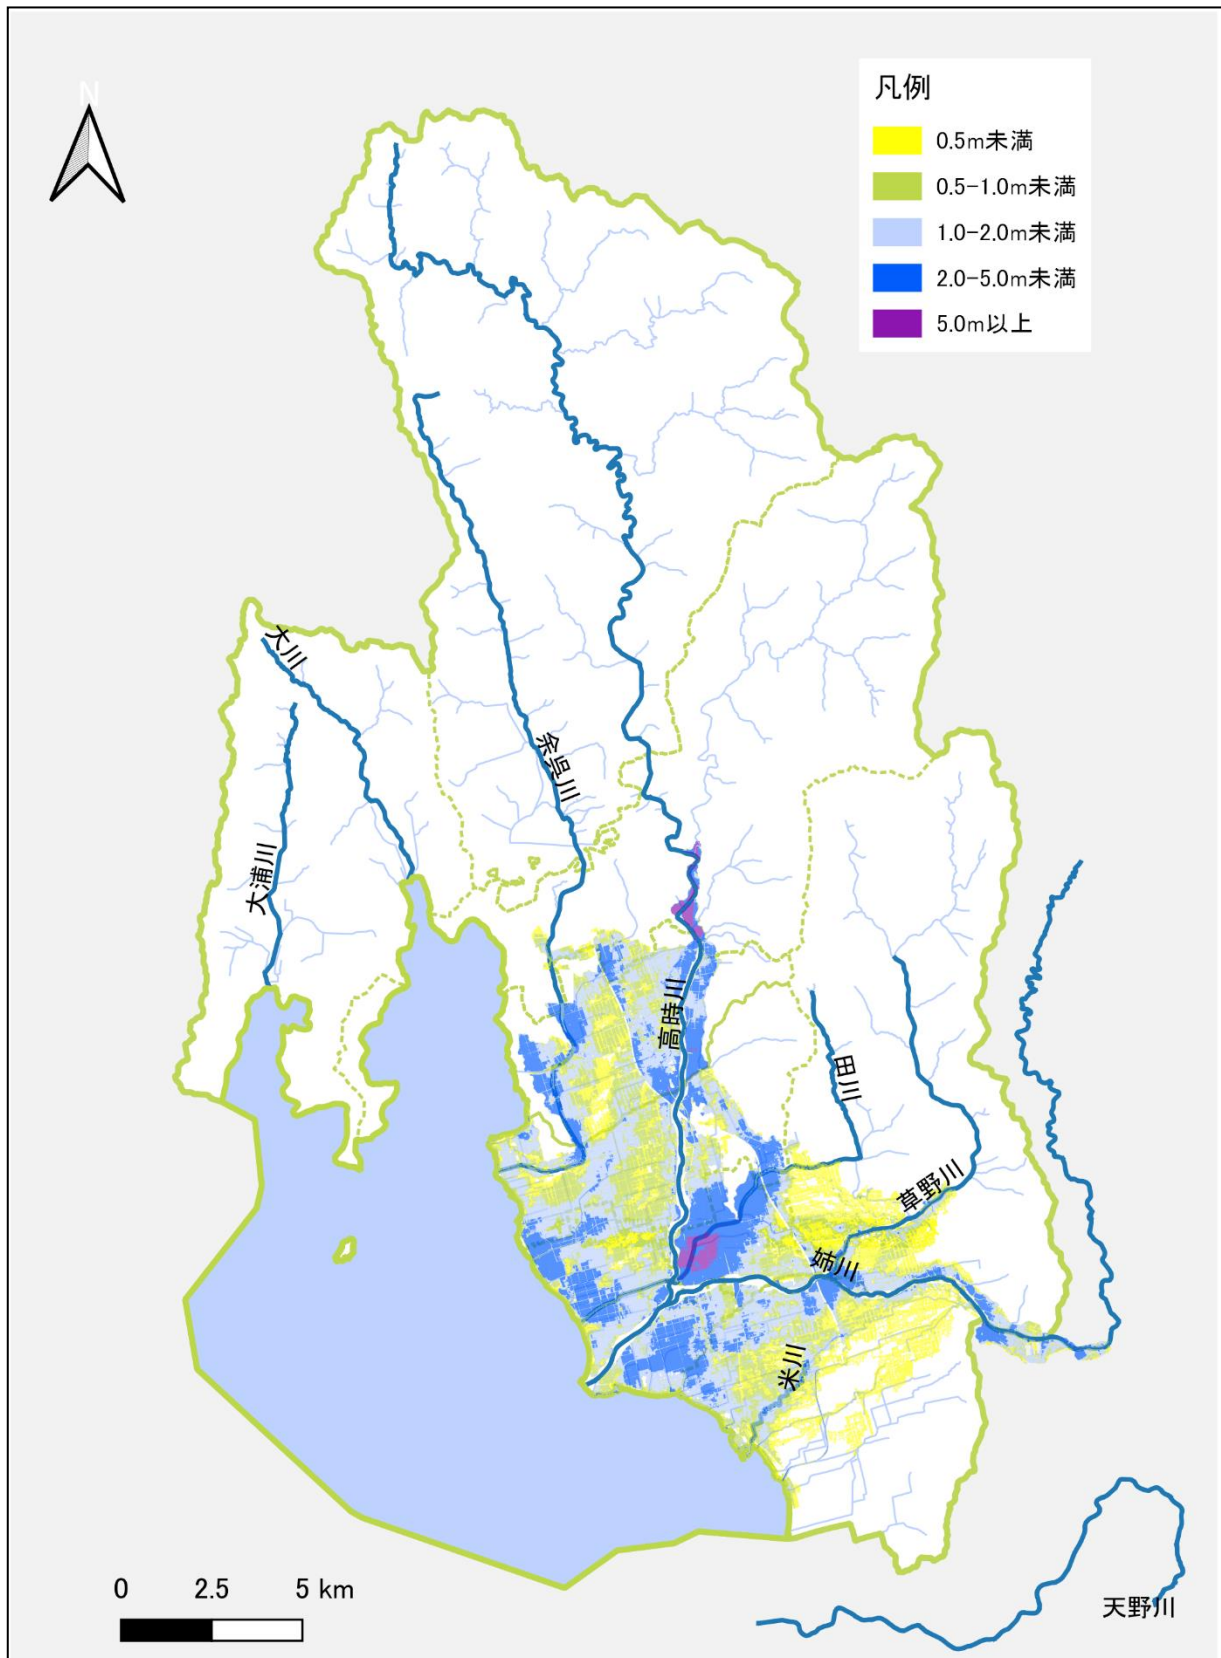 N
凡例
0.5m未満
0.5-1.0m未満
1.0-2.0m未満
2.0-5.0m未満
5.0m以上
大川
余呉川
大浦川
高時川
田川
草野川
姉川
米川
0 2.5 5 km
天野川